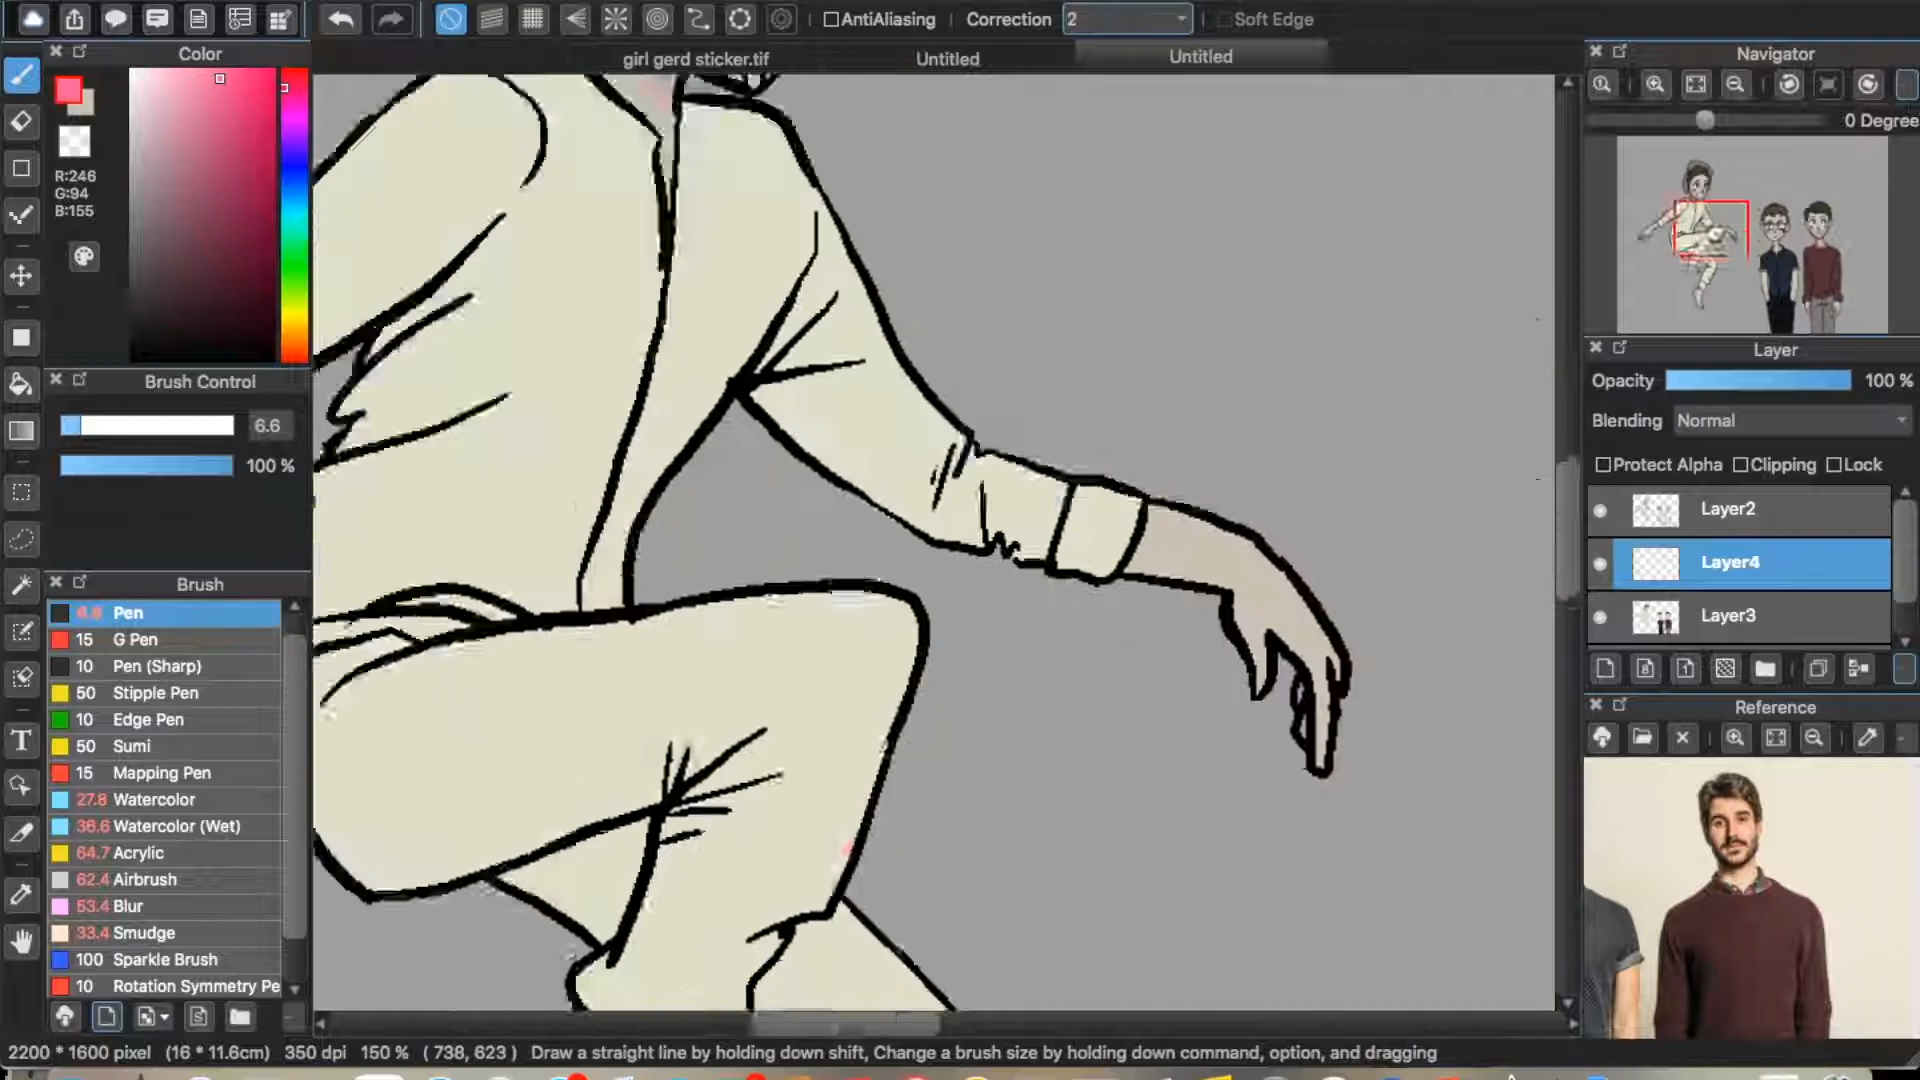 AntiAliasing Correction 2 Soft Edge
girl gerd sticker.tif Untitled Untitled
Color
R:246
G:94
B:155
Brush Control
6.6
100 %
Brush
Pen
15 G Pen
10 Pen (Sharp)
50 Stipple Pen
10 Edge Pen
50 Sumi
15 Mapping Pen
27.8 Watercolor
36.6 Watercolor (Wet)
64.7 Acrylic
62.4 Airbrush
53.4 Blur
33.4 Smudge
100 Sparkle Brush
10 Rotation Symmetry Pe
Navigator
0 Degree
Layer
Opacity 100 %
Blending Normal
Protect Alpha Clipping Lock
Layer2
Layer4
Layer3
Reference
2200 * 1600 pixel (16 * 11.6cm) 350 dpi 150 % ( 738, 623 ) Draw a straight line by holding down shift, Change a brush size by holding down command, option, and dragging